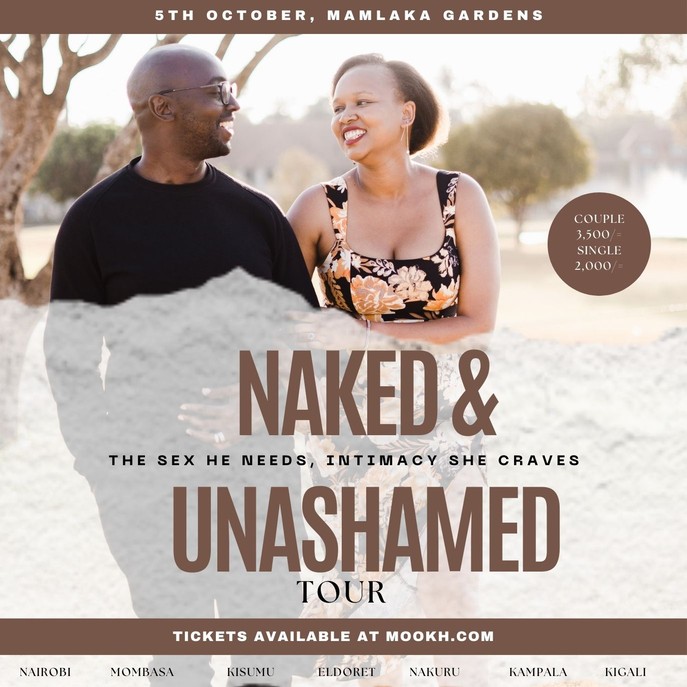 5TH OCTOBER, MAMLAKA GARDENS
COUPLE
3,500/=
SINGLE
2,000/=
NAKED &
THE SEX HE NEEDS, INTIMACY SHE CRAVES
UNASHAMED
TOUR
TICKETS AVAILABLE AT MOOKH.COM
NAIROBI MOMBASA KISUMU ELDORET NAKURU KAMPALA KIGALI